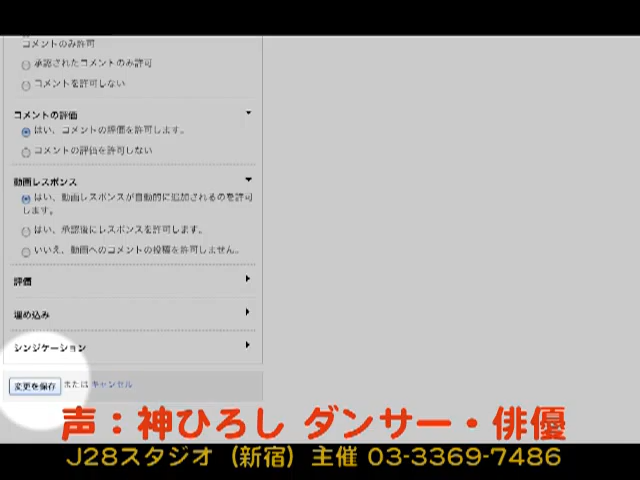 コメントのみ許可
承認されたコメントのみ許可
コメントを許可しない
コメントの評価
はい、コメントの評価を許可します。
コメントの評価を許可しない
動画レスポンス
はい、動画レスポンスが自動的に追加されるのを許可
します。
はい、承認後にレスポンスを許可します。
いいえ、動画へのコメントの投稿を許可しません。
評価
埋め込み
シンジケーション
変更を保存 または キャンセル
声：神ひろし ダンサー・俳優
J28スタジオ（新宿）主催 03-3369-7486